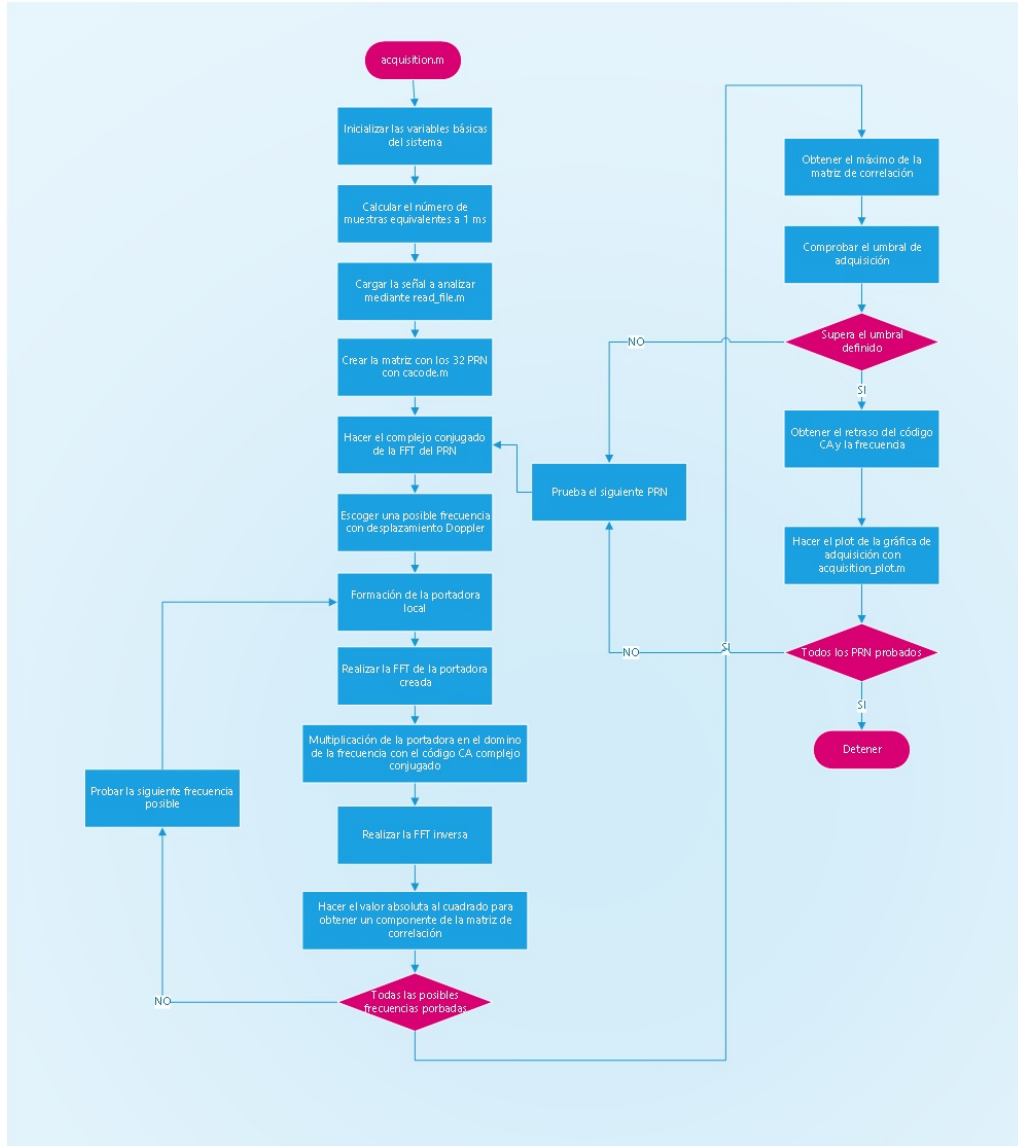 acquisition.m
Inicializar las variables básicas
del sistema
Calcular el número de
muestras equivalentes a 1 ms
Cargar la señal a analizar
mediante read_file.m
Crear la matriz con los 32 PRN
con cacode.m
Hacer el complejo conjugado
de la FFT del PRN
Escoger una posible frecuencia
con desplazamiento Doppler
Formación de la portadora
local
Realizar la FFT de la portadora
creada
Multiplicación de la portadora en el domino
de la frecuencia con el código CA complejo
conjugado
Realizar la FFT inversa
Hacer el valor absoluta al cuadrado para
obtener un componente de la matriz de
correlación
Todas las posibles
frecuencias porbadas
NO
Probar la siguiente frecuencia
posible
SI
Obtener el máximo de la
matriz de correlación
Comprobar el umbral de
adquisición
Supera el umbral
definido
NO
Prueba el siguiente PRN
SI
Obtener el retraso del código
CA y la frecuencia
Hacer el plot de la gráfica de
adquisición con
acquisition_plot.m
Todos los PRN probados
NO
SI
Detener